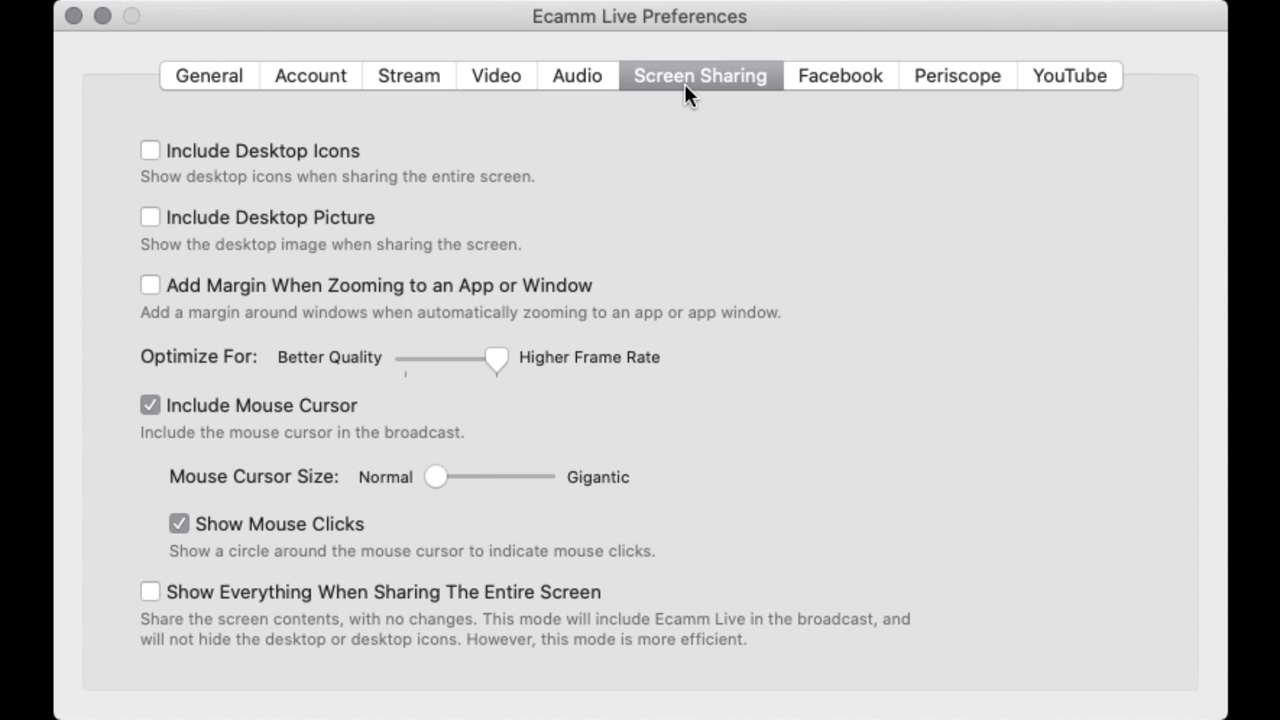 Ecamm Live Preferences
General Account Stream Video Audio Screen Sharing Facebook Periscope YouTube
Include Desktop Icons
Show desktop icons when sharing the entire screen.
Include Desktop Picture
Show the desktop image when sharing the screen.
Add Margin When Zooming to an App or Window
Add a margin around windows when automatically zooming to an app or app window.
Optimize For: Better Quality Higher Frame Rate
Include Mouse Cursor
Include the mouse cursor in the broadcast.
Mouse Cursor Size: Normal Gigantic
Show Mouse Clicks
Show a circle around the mouse cursor to indicate mouse clicks.
Show Everything When Sharing The Entire Screen
Share the screen contents, with no changes. This mode will include Ecamm Live in the broadcast, and
will not hide the desktop or desktop icons. However, this mode is more efficient.